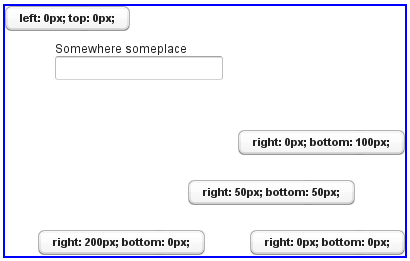 left: 0px; top: 0px;
Somewhere someplace
right: 0px; bottom: 100px;
right: 50px; bottom: 50px;
right: 200px; bottom: 0px;
right: 0px; bottom: 0px;